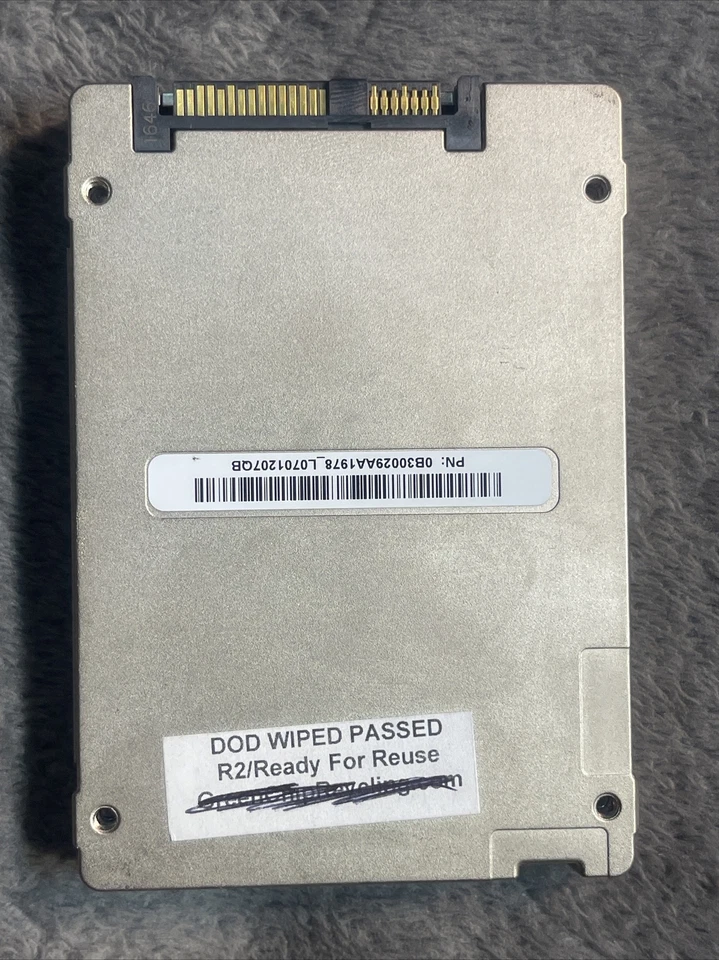 1646
PN: 0B30029AA1978_L0701207QB
DOD WIPED PASSED
R2/Ready For Reuse